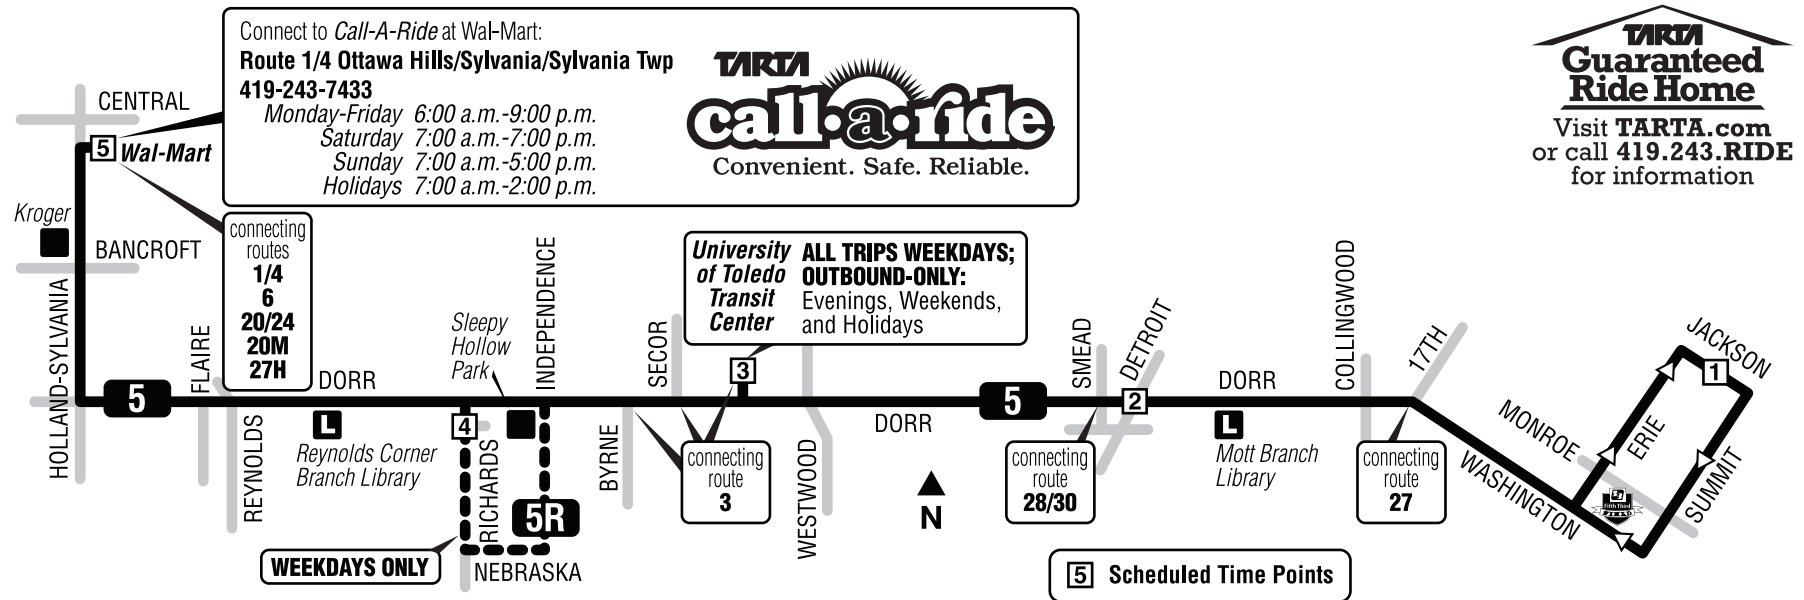 Connect to Call-A-Ride at Wal-Mart:
Route 1/4 Ottawa Hills/Sylvania/Sylvania Twp
419-243-7433
Monday-Friday 6:00 a.m.-9:00 p.m.
Saturday 7:00 a.m.-7:00 p.m.
Sunday 7:00 a.m.-5:00 p.m.
Holidays 7:00 a.m.-2:00 p.m.
TARTA
call•a•ride
Convenient. Safe. Reliable.
TARTA
Guaranteed
Ride Home
Visit TARTA.com
or call 419.243.RIDE
for information
CENTRAL
5 Wal-Mart
Kroger
BANCROFT
HOLLAND-SYLVANIA
connecting
routes
1/4
6
20/24
20M
27H
5
FLAIRE
REYNOLDS
DORR
L
Reynolds Corner
Branch Library
Sleepy
Hollow
Park
4
RICHARDS
INDEPENDENCE
5R
WEEKDAYS ONLY
NEBRASKA
BYRNE
SECOR
University
of Toledo
Transit
Center
ALL TRIPS WEEKDAYS;
OUTBOUND-ONLY:
Evenings, Weekends,
and Holidays
3
connecting
route
3
WESTWOOD
DORR
N
5
SMEAD
DETROIT
2
connecting
route
28/30
DORR
L
Mott Branch
Library
COLLINGWOOD
17TH
connecting
route
27
WASHINGTON
MONROE
ERIE
JACKSON
1
SUMMIT
Fifth Third
FIELD
5 Scheduled Time Points